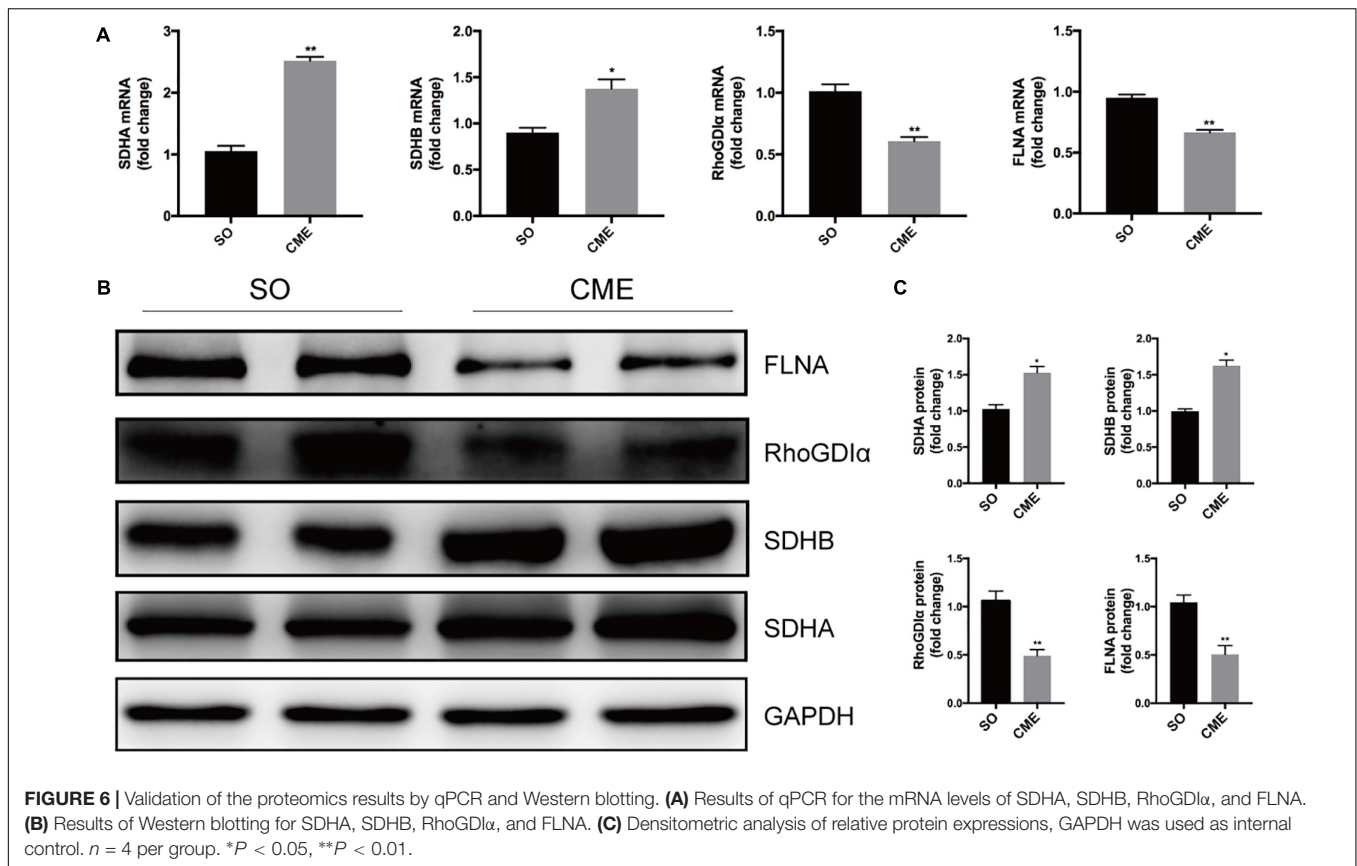 A
SDHA mRNA
(fold change)
3
2
1
0
**
SO
CME
SDHB mRNA
(fold change)
2.0
1.5
1.0
0.5
0.0
*
SO
CME
RhoGDIα mRNA
(fold change)
1.5
1.0
0.5
0.0
**
SO
CME
FLNA mRNA
(fold change)
1.5
1.0
0.5
0.0
**
SO
CME
B
SO
CME
FLNA
RhoGDIα
SDHB
SDHA
GAPDH
C
SDHA protein
(fold change)
2.0
1.5
1.0
0.5
0.0
*
SO
CME
SDHB protein
(fold change)
2.0
1.5
1.0
0.5
0.0
*
SO
CME
RhoGDIα protein
(fold change)
1.5
1.0
0.5
0.0
**
SO
CME
FLNA protein
(fold change)
1.5
1.0
0.5
0.0
**
SO
CME
FIGURE 6 | Validation of the proteomics results by qPCR and Western blotting. (A) Results of qPCR for the mRNA levels of SDHA, SDHB, RhoGDIα, and FLNA.
(B) Results of Western blotting for SDHA, SDHB, RhoGDIα, and FLNA. (C) Densitometric analysis of relative protein expressions, GAPDH was used as internal
control. n = 4 per group. *P < 0.05, **P < 0.01.